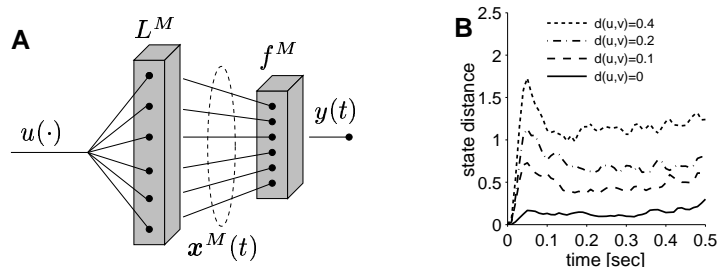 A
L^M
f^M
u(·)
y(t)
x^M(t)
B
state distance
2.5
2
1.5
1
0.5
0
d(u,v)=0.4
d(u,v)=0.2
d(u,v)=0.1
d(u,v)=0
0 0.1 0.2 0.3 0.4 0.5
time [sec]